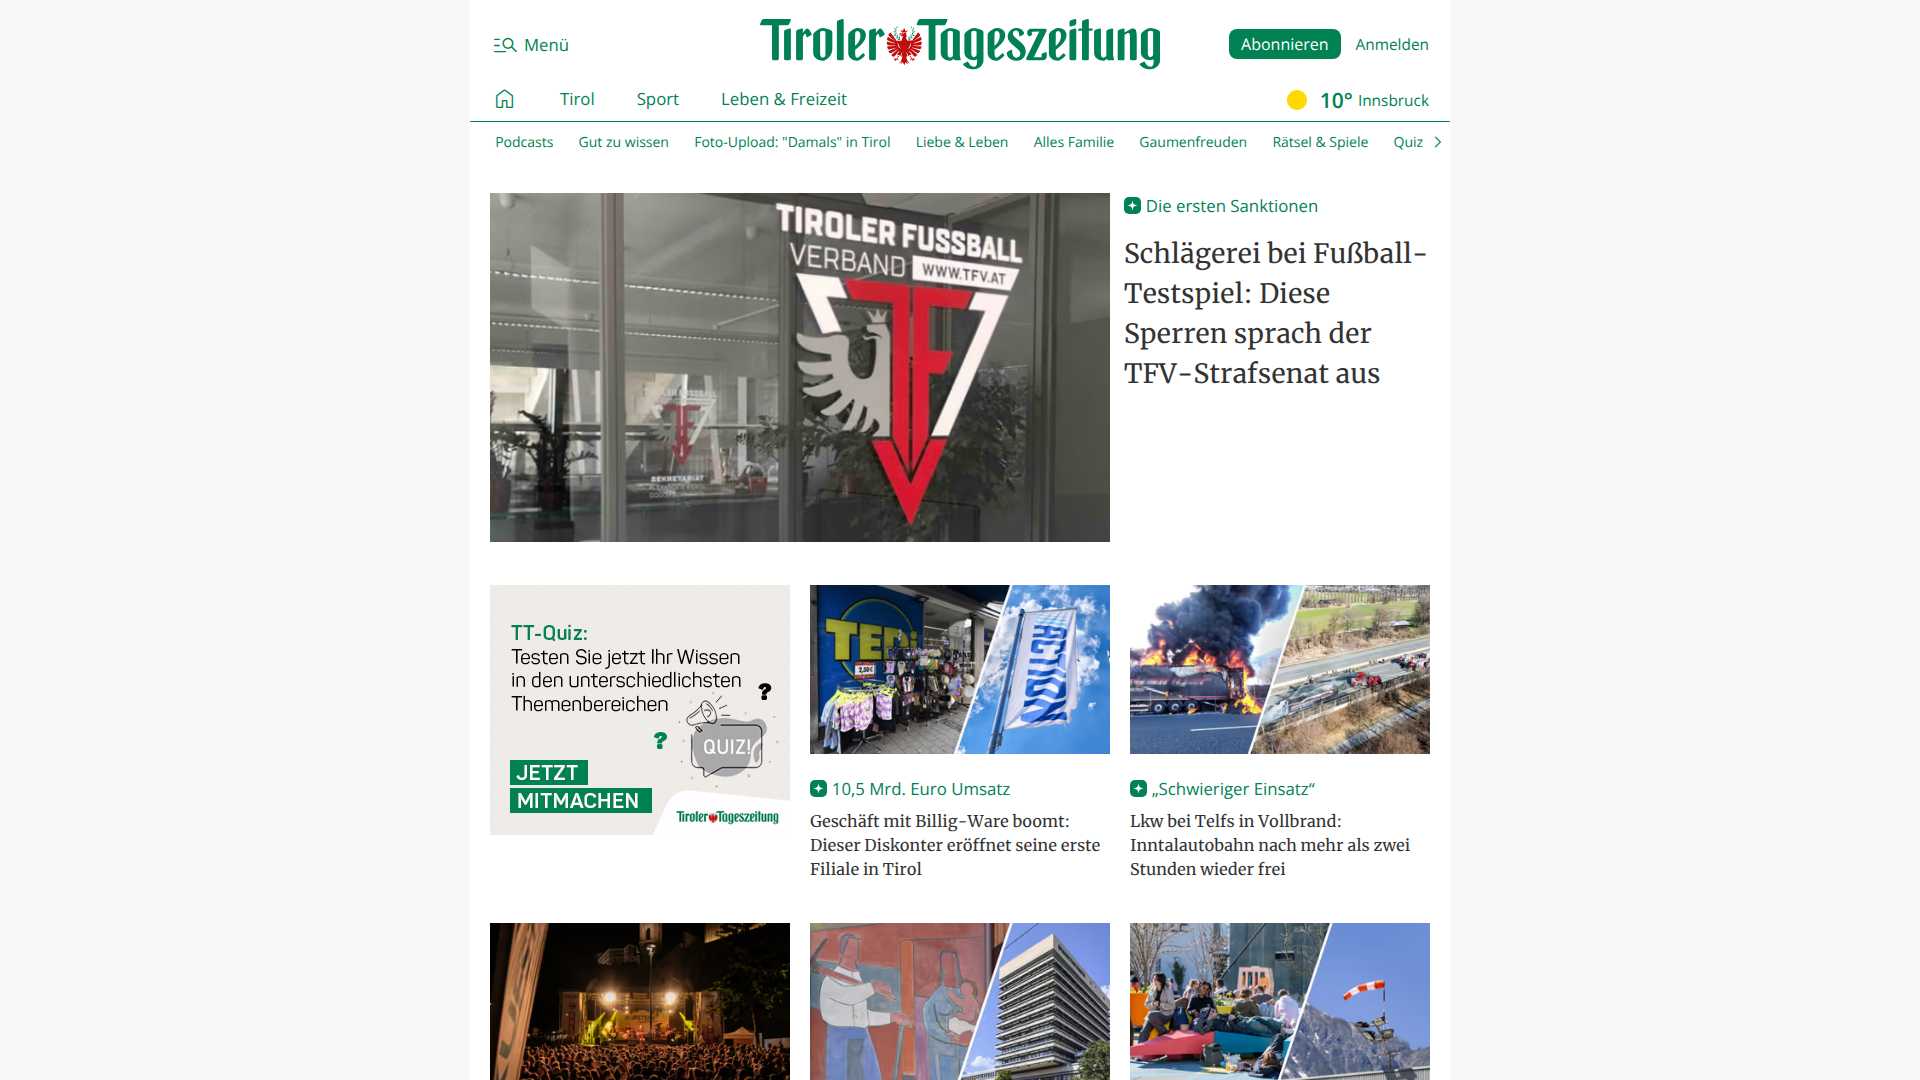 Menü
Tiroler Tageszeitung
Abonnieren
Anmelden
Tirol
Sport
Leben & Freizeit
10° Innsbruck
Podcasts
Gut zu wissen
Foto-Upload: "Damals" in Tirol
Liebe & Leben
Alles Familie
Gaumenfreuden
Rätsel & Spiele
Quiz
TIROLER FUSSBALL
VERBAND WWW.TFV.AT
TF
SEKRETARIAT
Die ersten Sanktionen
Schlägerei bei Fußball-
Testspiel: Diese
Sperren sprach der
TFV-Strafsenat aus
TT-Quiz:
Testen Sie jetzt Ihr Wissen
in den unterschiedlichsten
Themenbereichen
QUIZ!
JETZT
MITMACHEN
Tiroler Tageszeitung
TEDi
2,50€
ACTION
10,5 Mrd. Euro Umsatz
Geschäft mit Billig-Ware boomt:
Dieser Diskonter eröffnet seine erste
Filiale in Tirol
„Schwieriger Einsatz“
Lkw bei Telfs in Vollbrand:
Inntalautobahn nach mehr als zwei
Stunden wieder frei